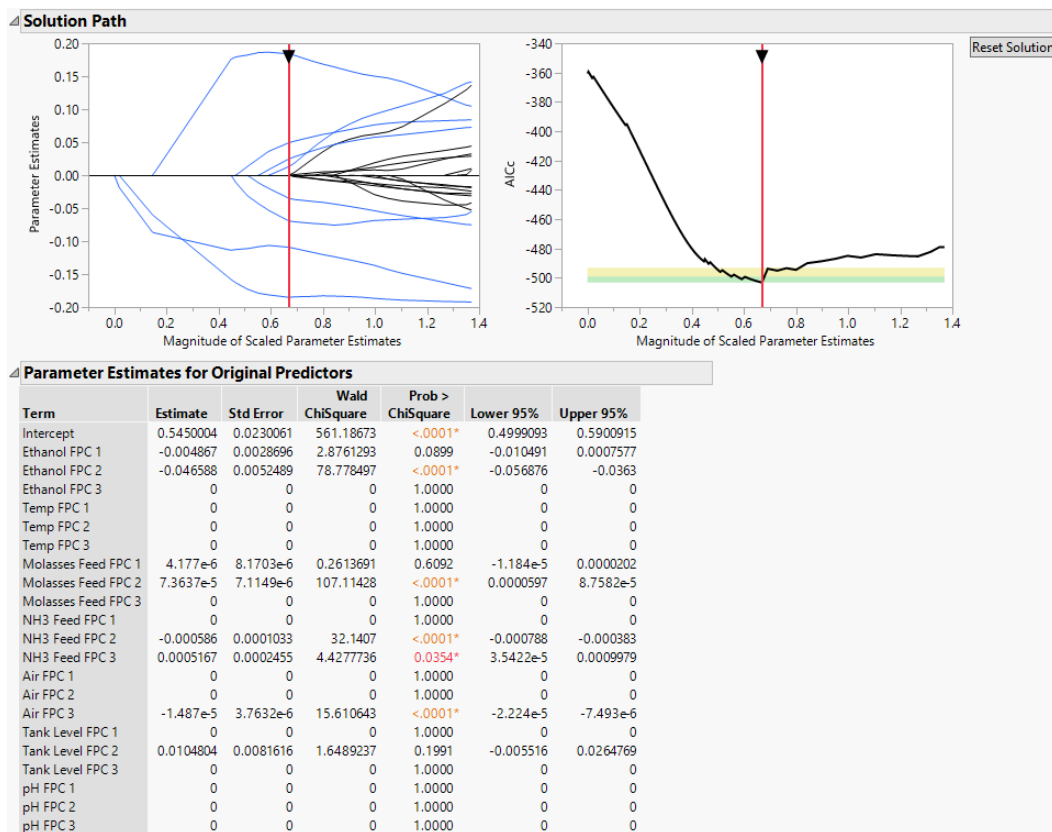 Solution Path
Reset Solution
0.20
0.15
0.10
0.05
0.00
-0.05
-0.10
-0.15
-0.20
Parameter Estimates
0.0 0.2 0.4 0.6 0.8 1.0 1.2 1.4
Magnitude of Scaled Parameter Estimates
-340
-360
-380
-400
-420
-440
-460
-480
-500
-520
AICc
0.0 0.2 0.4 0.6 0.8 1.0 1.2 1.4
Magnitude of Scaled Parameter Estimates
Parameter Estimates for Original Predictors
Wald Prob >
Term Estimate Std Error ChiSquare ChiSquare Lower 95% Upper 95%
Intercept 0.5450004 0.0230061 561.18673 <.0001* 0.4999093 0.5900915
Ethanol FPC 1 -0.004867 0.0028696 2.8761293 0.0899 -0.010491 0.0007577
Ethanol FPC 2 -0.046588 0.0052489 78.778497 <.0001* -0.056876 -0.0363
Ethanol FPC 3 0 0 0 1.0000 0 0
Temp FPC 1 0 0 0 1.0000 0 0
Temp FPC 2 0 0 0 1.0000 0 0
Temp FPC 3 0 0 0 1.0000 0 0
Molasses Feed FPC 1 4.177e-6 8.1703e-6 0.2613691 0.6092 -1.184e-5 0.0000202
Molasses Feed FPC 2 7.3637e-5 7.1149e-6 107.11428 <.0001* 0.0000597 8.7582e-5
Molasses Feed FPC 3 0 0 0 1.0000 0 0
NH3 Feed FPC 1 0 0 0 1.0000 0 0
NH3 Feed FPC 2 -0.000586 0.0001033 32.1407 <.0001* -0.000788 -0.000383
NH3 Feed FPC 3 0.0005167 0.0002455 4.4277736 0.0354* 3.5422e-5 0.0009979
Air FPC 1 0 0 0 1.0000 0 0
Air FPC 2 0 0 0 1.0000 0 0
Air FPC 3 -1.487e-5 3.7632e-6 15.610643 <.0001* -2.224e-5 -7.493e-6
Tank Level FPC 1 0 0 0 1.0000 0 0
Tank Level FPC 2 0.0104804 0.0081616 1.6489237 0.1991 -0.005516 0.0264769
Tank Level FPC 3 0 0 0 1.0000 0 0
pH FPC 1 0 0 0 1.0000 0 0
pH FPC 2 0 0 0 1.0000 0 0
pH FPC 3 0 0 0 1.0000 0 0